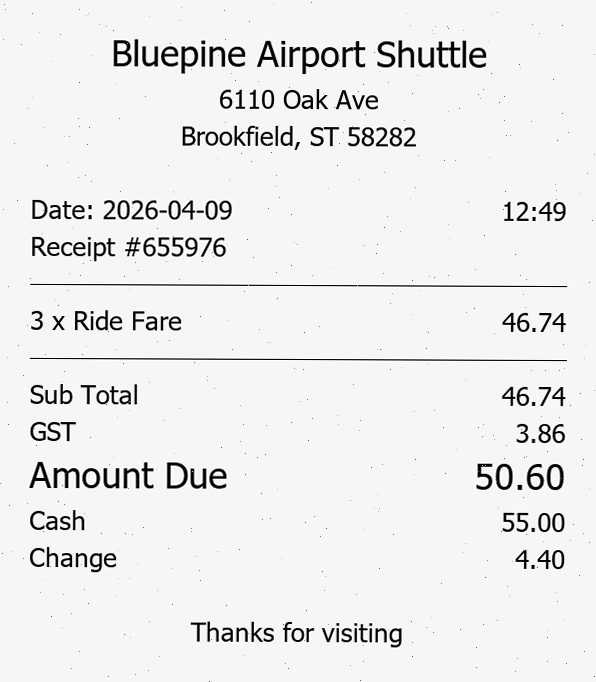 Bluepine Airport Shuttle
6110 Oak Ave
Brookfield, ST 58282
Date: 2026-04-09 12:49
Receipt #655976
3 x Ride Fare 46.74
Sub Total 46.74
GST 3.86
Amount Due 50.60
Cash 55.00
Change 4.40
Thanks for visiting